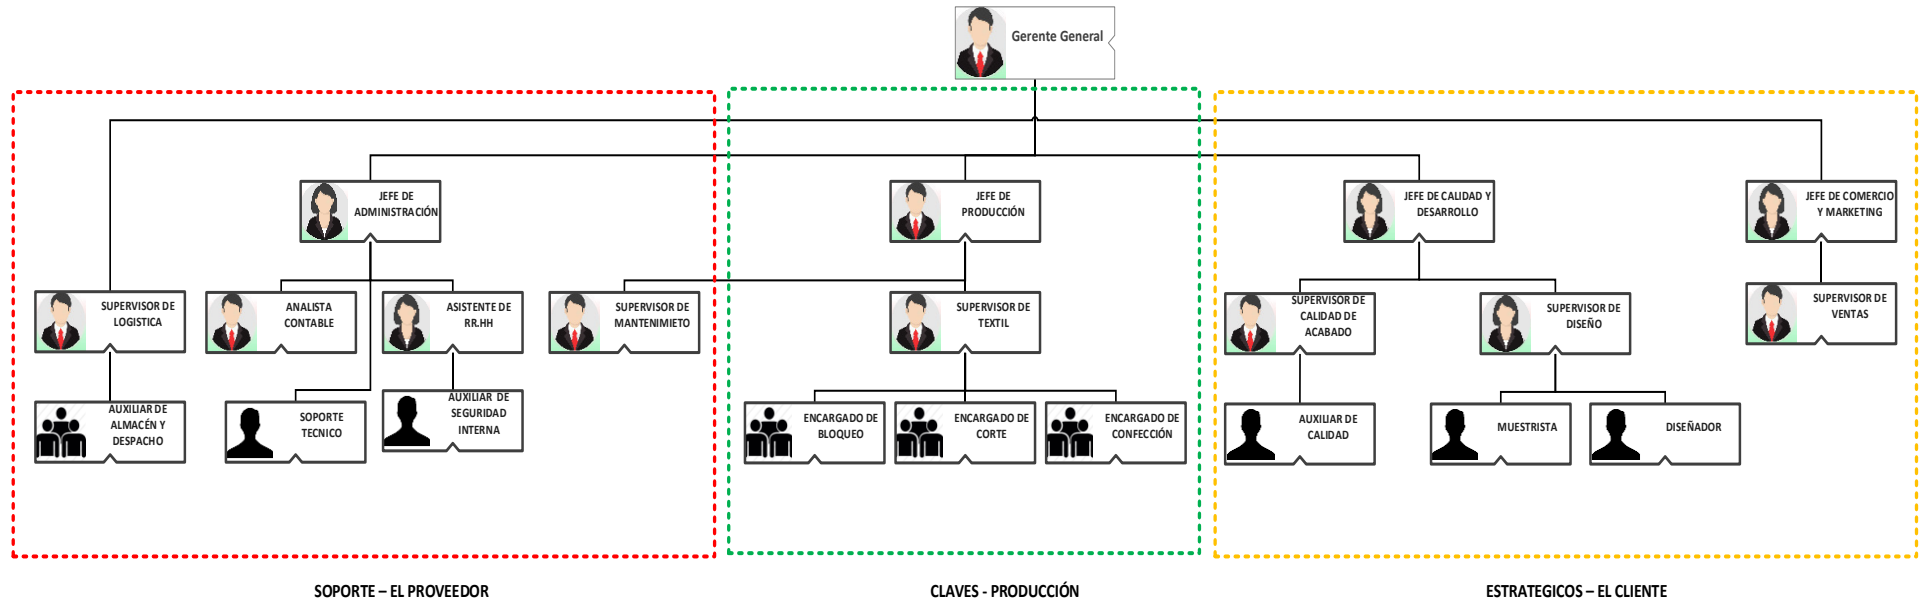 Gerente General
JEFE DE
ADMINISTRACIÓN
JEFE DE
PRODUCCIÓN
JEFE DE CALIDAD Y
DESARROLLO
JEFE DE COMERCIO
Y MARKETING
SUPERVISOR DE
LOGISTICA
ANALISTA
CONTABLE
ASISTENTE DE
RR.HH
SUPERVISOR DE
MANTENIMIETO
SUPERVISOR DE
TEXTIL
SUPERVISOR DE
CALIDAD DE
ACABADO
SUPERVISOR DE
DISEÑO
SUPERVISOR DE
VENTAS
AUXILIAR DE
ALMACÉN Y
DESPACHO
SOPORTE
TECNICO
AUXILIAR DE
SEGURIDAD
INTERNA
ENCARGADO DE
BLOQUEO
ENCARGADO DE
CORTE
ENCARGADO DE
CONFECCIÓN
AUXILIAR DE
CALIDAD
MUESTRISTA
DISEÑADOR
SOPORTE – EL PROVEEDOR
CLAVES - PRODUCCIÓN
ESTRATEGICOS – EL CLIENTE